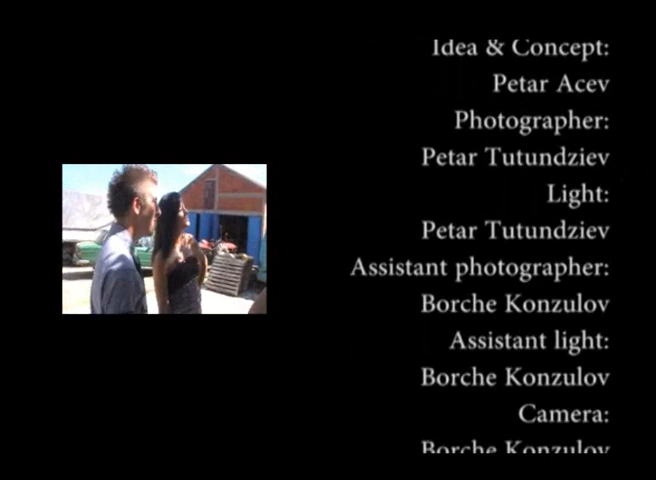 Idea & Concept:
Petar Acev
Photographer:
Petar Tutundziev
Light:
Petar Tutundziev
Assistant photographer:
Borche Konzulov
Assistant light:
Borche Konzulov
Camera:
Borche Konzulov